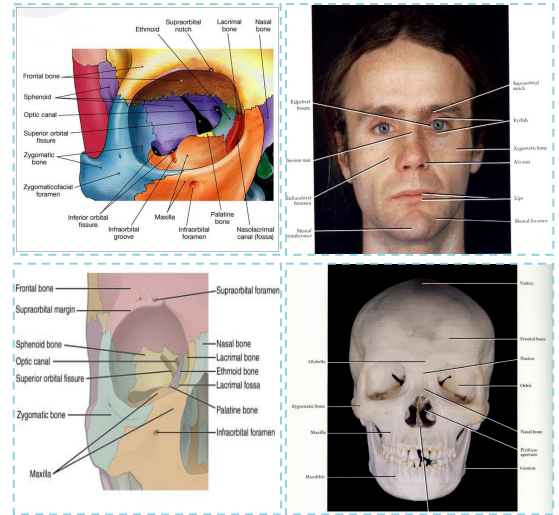 Supraorbital
notch
Lacrimal
bone
Nasal
bone
Ethmoid
Frontal bone
Sphenoid
Optic canal
Superior orbital
fissure
Zygomatic
bone
Zygomaticofacial
foramen
Inferior orbital
fissure
Infraorbital
groove
Maxilla
Infraorbital
foramen
Palatine
bone
Nasolacrimal
canal (fossa)
Supraorbital
notch
Palpebral
fissure
Eyelids
Zygomatic bone
Ala nasi
Infraorbital
foramen
Lips
Mental foramen
Mental
protuberance
Frontal bone
Supraorbital foramen
Supraorbital margin
Sphenoid bone
Optic canal
Superior orbital fissure
Zygomatic bone
Maxilla
Nasal bone
Lacrimal bone
Ethmoid bone
Lacrimal fossa
Palatine bone
Infraorbital foramen
Vertex
Frontal bone
Glabella
Nasion
Orbit
Zygomatic bone
Maxilla
Nasal bone
Piriform
aperture
Mandible
Gonion